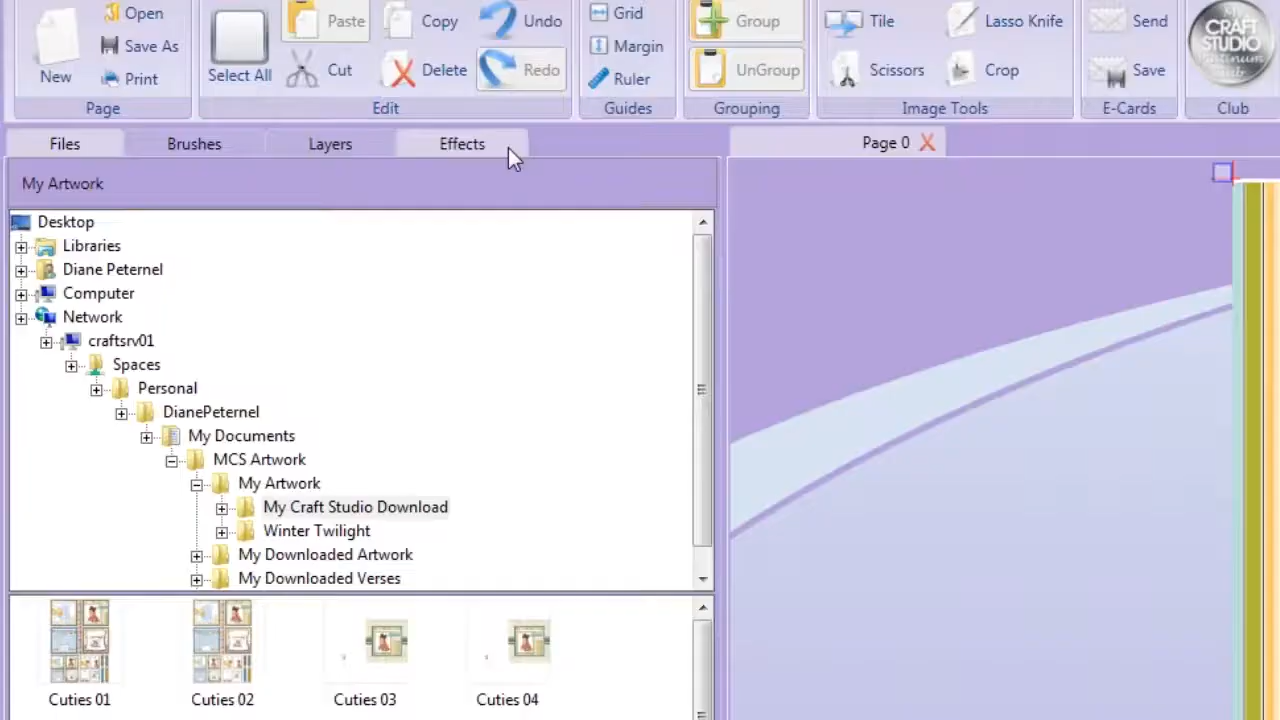 Open
New
Save As
Print
Page
Select All
Paste
Copy
Undo
Cut
Delete
Redo
Edit
Grid
Margin
Ruler
Guides
Group
UnGroup
Grouping
Tile
Lasso Knife
Scissors
Crop
Image Tools
Send
Save
E-Cards
MY
CRAFT
STUDIO
Platinum
Club
Club
Files
Brushes
Layers
Effects
Page 0
My Artwork
Desktop
Libraries
Diane Peternel
Computer
Network
craftsrv01
Spaces
Personal
DianePeternel
My Documents
MCS Artwork
My Artwork
My Craft Studio Download
Winter Twilight
My Downloaded Artwork
My Downloaded Verses
Cuties 01
Cuties 02
Cuties 03
Cuties 04